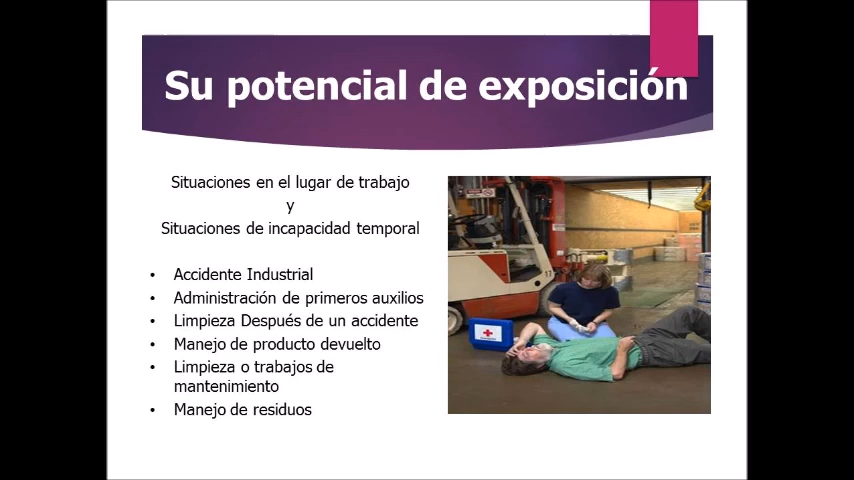 Su potencial de exposición
Situaciones en el lugar de trabajo
y
Situaciones de incapacidad temporal
• Accidente Industrial
• Administración de primeros auxilios
• Limpieza Después de un accidente
• Manejo de producto devuelto
• Limpieza o trabajos de
mantenimiento
• Manejo de residuos